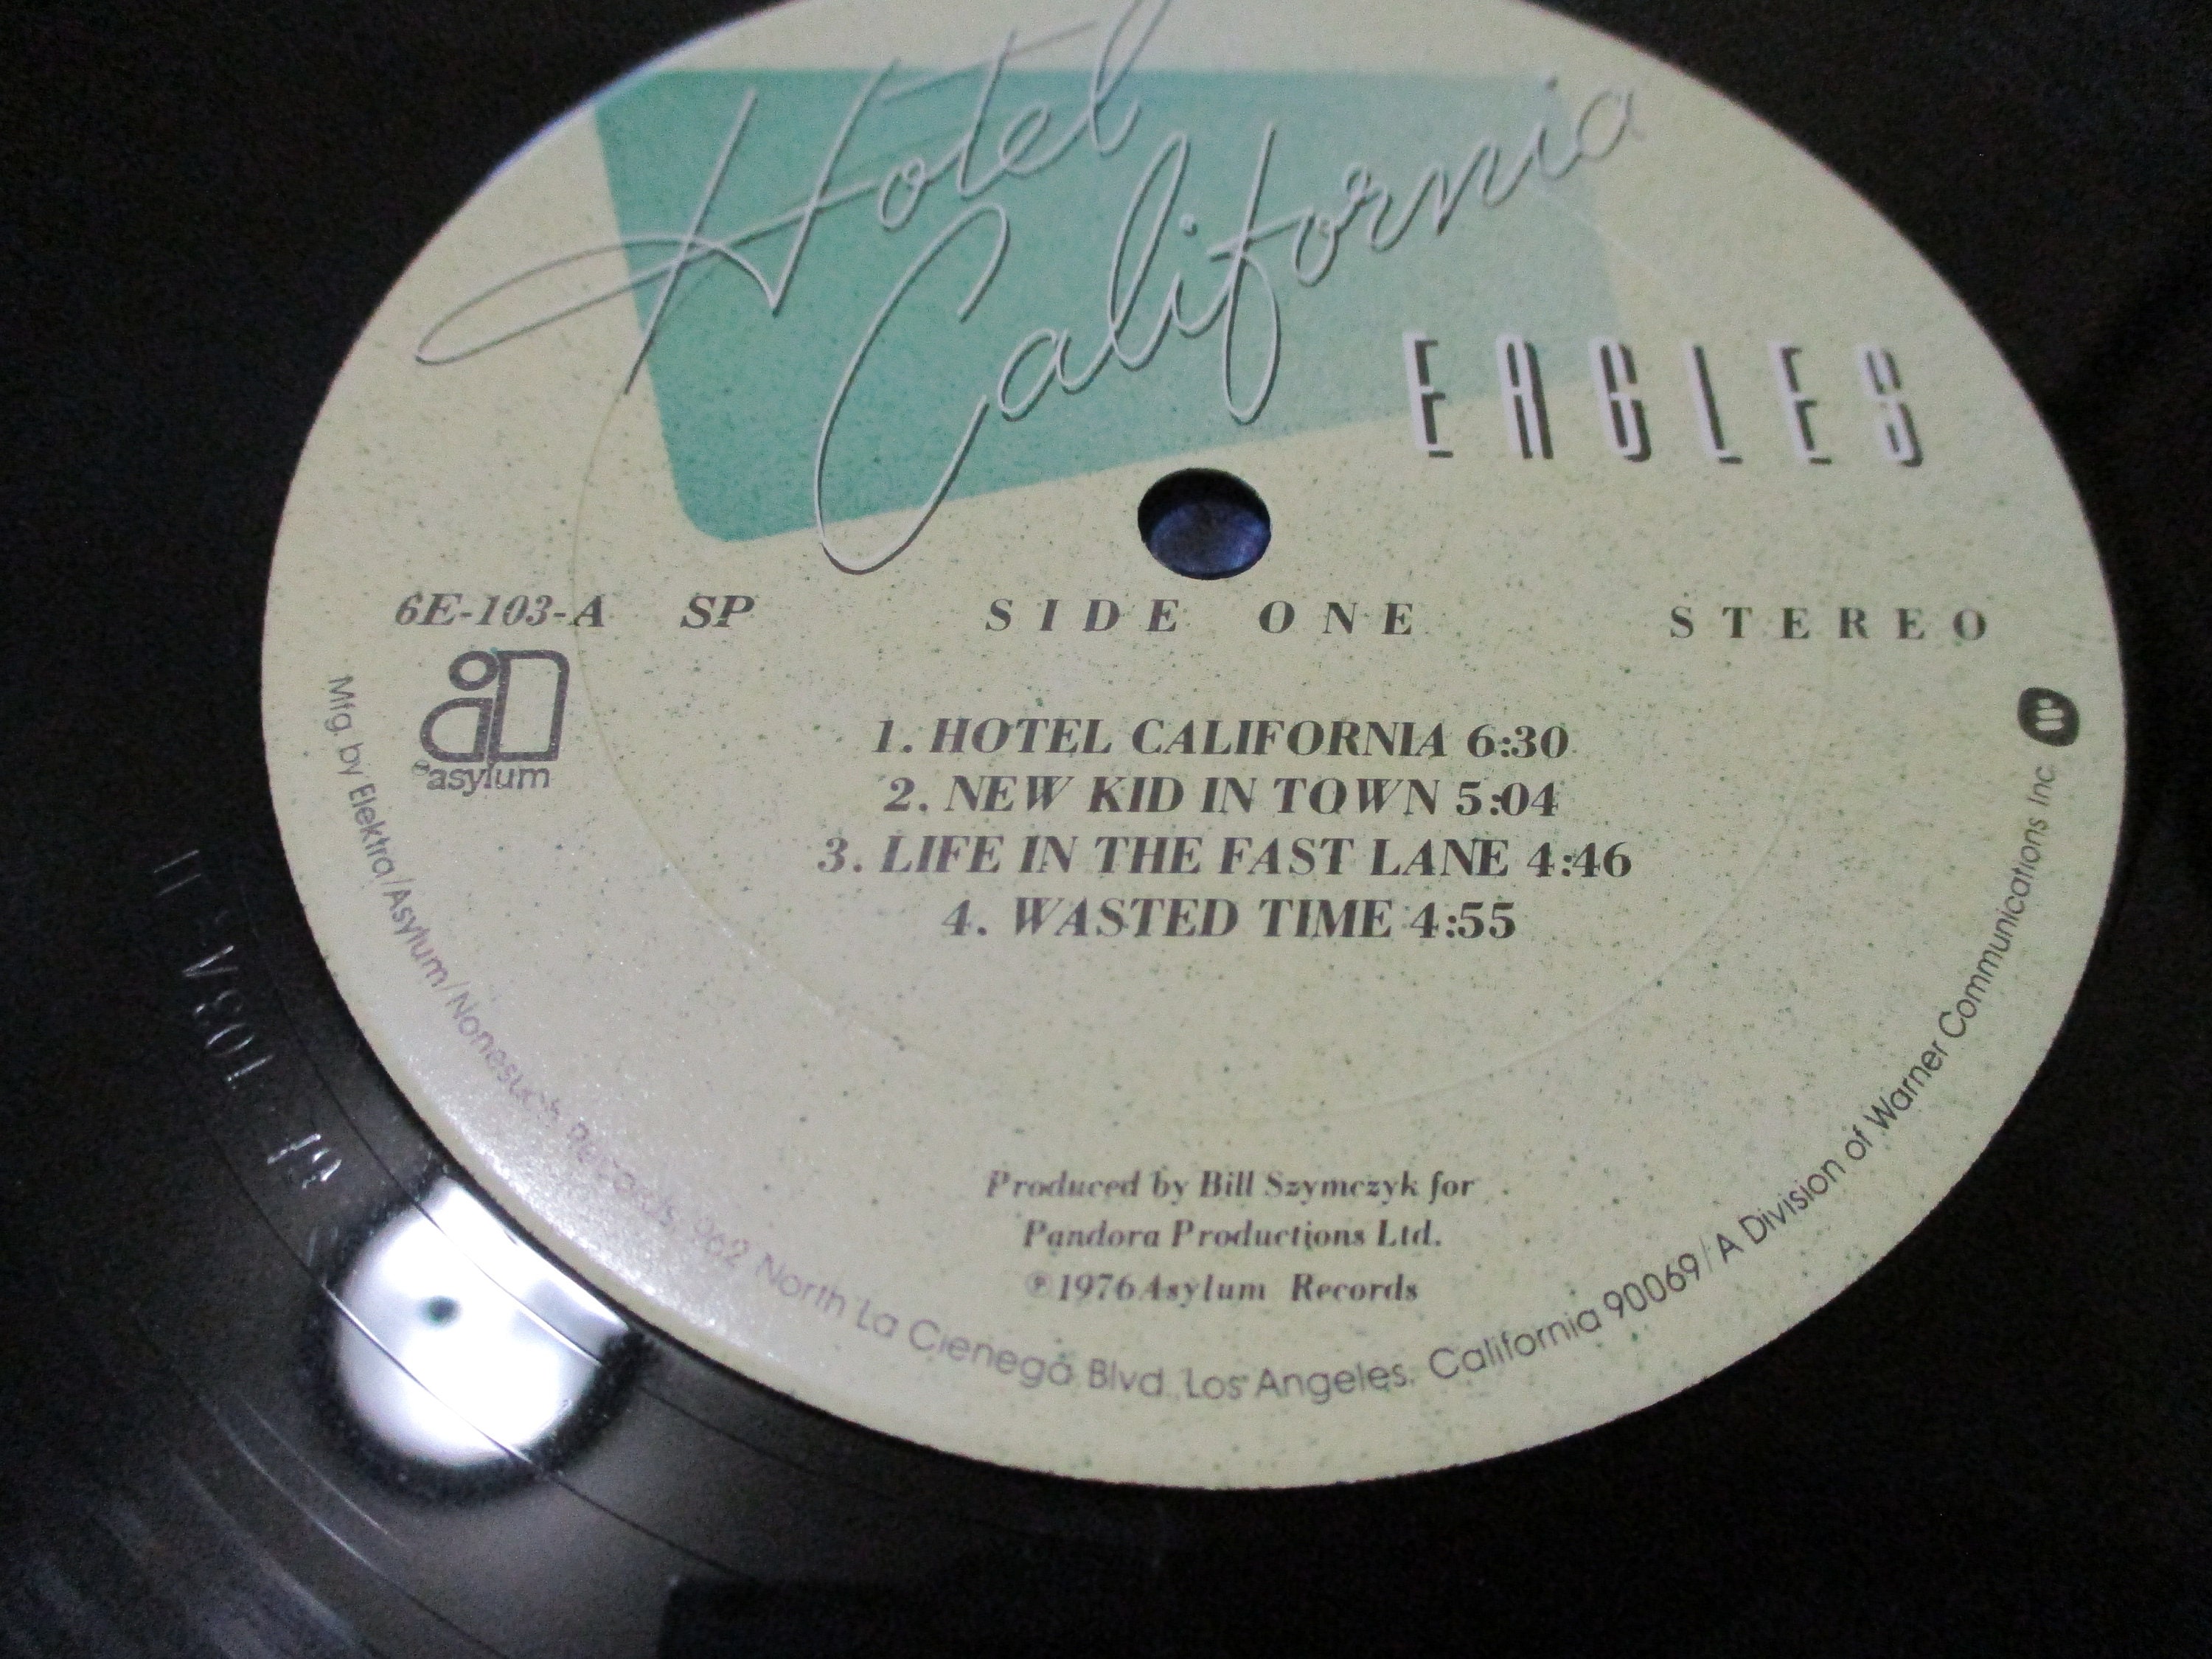 Hotel
California
EAGLES
6E-103-A SP SIDE ONE STEREO
asylum
1. HOTEL CALIFORNIA 6:30
2. NEW KID IN TOWN 5:04
3. LIFE IN THE FAST LANE 4:46
4. WASTED TIME 4:55
Produced by Bill Szymczyk for
Pandora Productions Ltd.
℗1976 Asylum Records
Mfg. by Elektra/Asylum/Nonesuch Records, 962 North La Cienega Blvd. Los Angeles, California 90069/A Division of Warner Communications Inc.